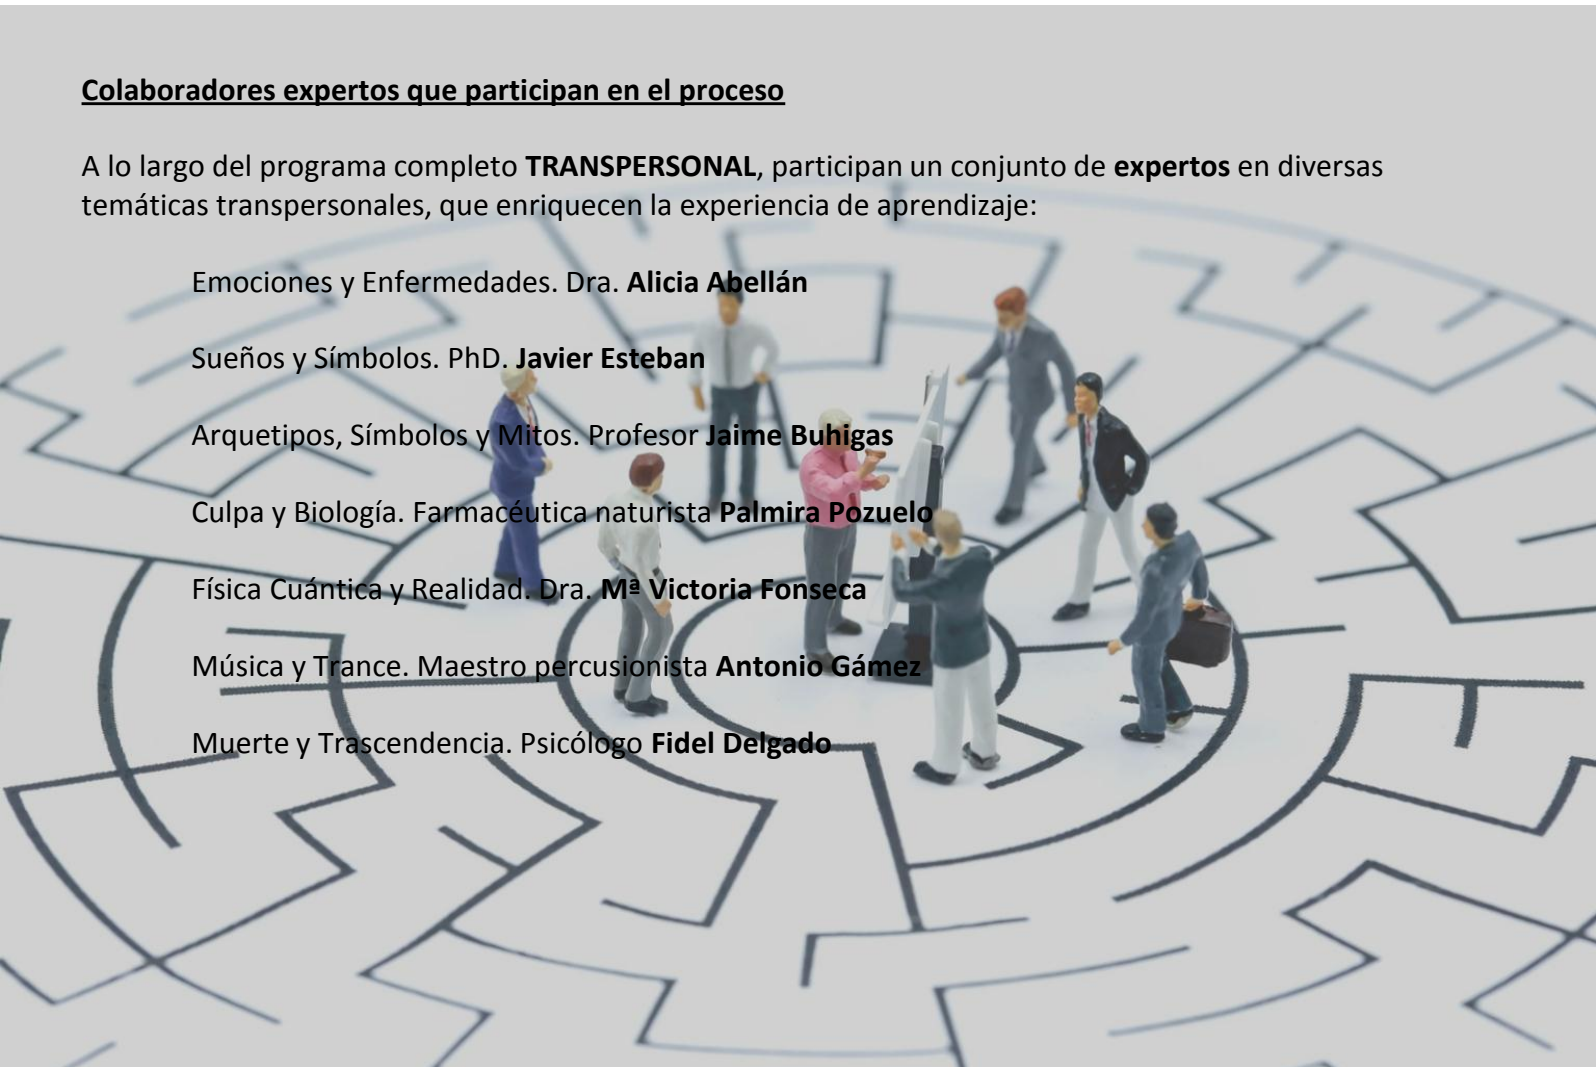 Colaboradores expertos que participan en el proceso
A lo largo del programa completo TRANSPERSONAL, participan un conjunto de expertos en diversas
temáticas transpersonales, que enriquecen la experiencia de aprendizaje:
Emociones y Enfermedades. Dra. Alicia Abellán
Sueños y Símbolos. PhD. Javier Esteban
Arquetipos, Símbolos y Mitos. Profesor Jaime Buhigas
Culpa y Biología. Farmacéutica naturista Palmira Pozuelo
Física Cuántica y Realidad. Dra. Mª Victoria Fonseca
Música y Trance. Maestro percusionista Antonio Gámez
Muerte y Trascendencia. Psicólogo Fidel Delgado